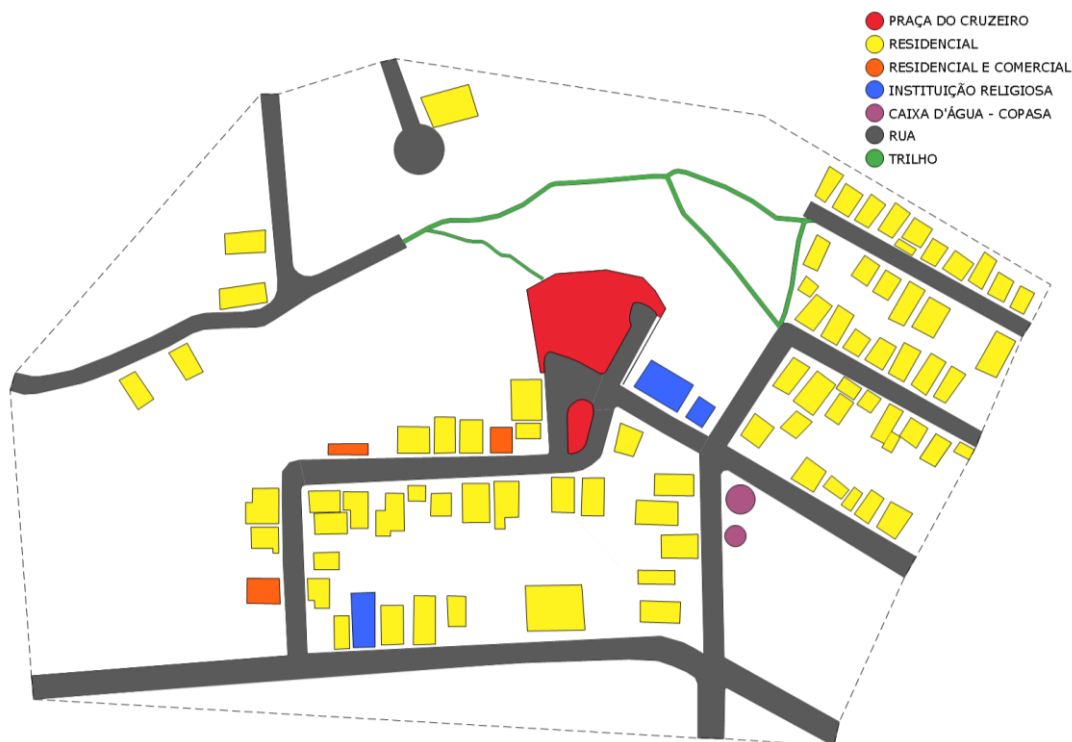 PRAÇA DO CRUZEIRO
RESIDENCIAL
RESIDENCIAL E COMERCIAL
INSTITUIÇÃO RELIGIOSA
CAIXA D'ÁGUA - COPASA
RUA
TRILHO